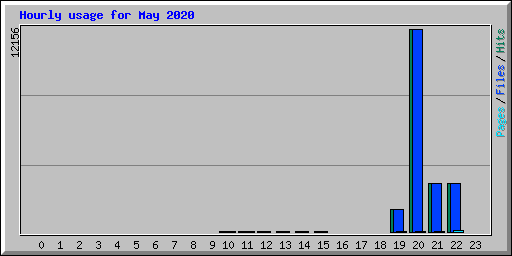 Hourly usage for May 2020
12156
Pages/Files/Hits
0 1 2 3 4 5 6 7 8 9 10 11 12 13 14 15 16 17 18 19 20 21 22 23